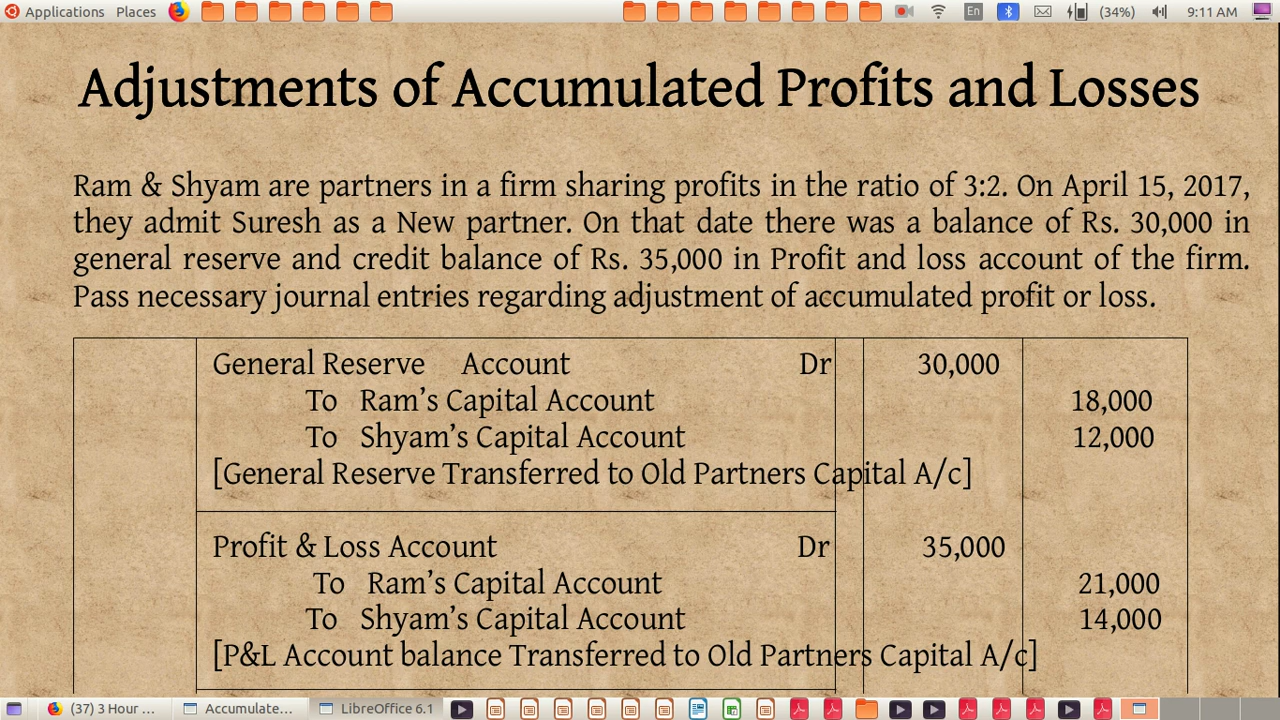 Applications Places En (34%) 9:11 AM
Adjustments of Accumulated Profits and Losses
Ram & Shyam are partners in a firm sharing profits in the ratio of 3:2. On April 15, 2017,
they admit Suresh as a New partner. On that date there was a balance of Rs. 30,000 in
general reserve and credit balance of Rs. 35,000 in Profit and loss account of the firm.
Pass necessary journal entries regarding adjustment of accumulated profit or loss.
General Reserve Account Dr 30,000
To Ram's Capital Account 18,000
To Shyam's Capital Account 12,000
[General Reserve Transferred to Old Partners Capital A/c]
Profit & Loss Account Dr 35,000
To Ram's Capital Account 21,000
To Shyam's Capital Account 14,000
[P&L Account balance Transferred to Old Partners Capital A/c]
(37) 3 Hour ... Accumulate... LibreOffice 6.1